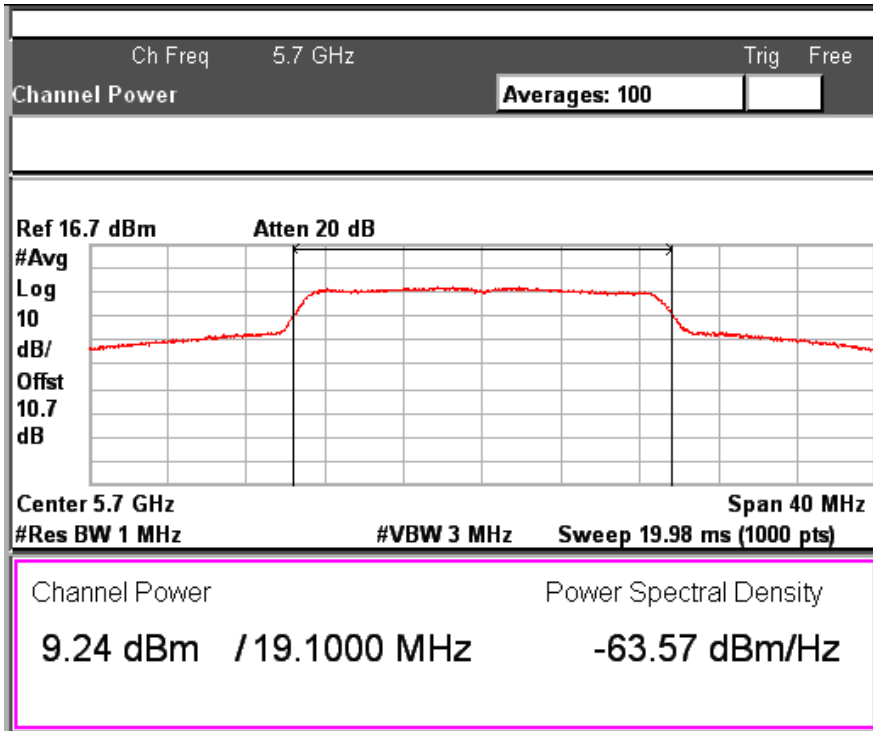 Ch Freq 5.7 GHz Trig Free
Channel Power Averages: 100
Ref 16.7 dBm Atten 20 dB
#Avg
Log
10
dB/
Offst
10.7
dB
Center 5.7 GHz Span 40 MHz
#Res BW 1 MHz #VBW 3 MHz Sweep 19.98 ms (1000 pts)
Channel Power Power Spectral Density
9.24 dBm / 19.1000 MHz -63.57 dBm/Hz